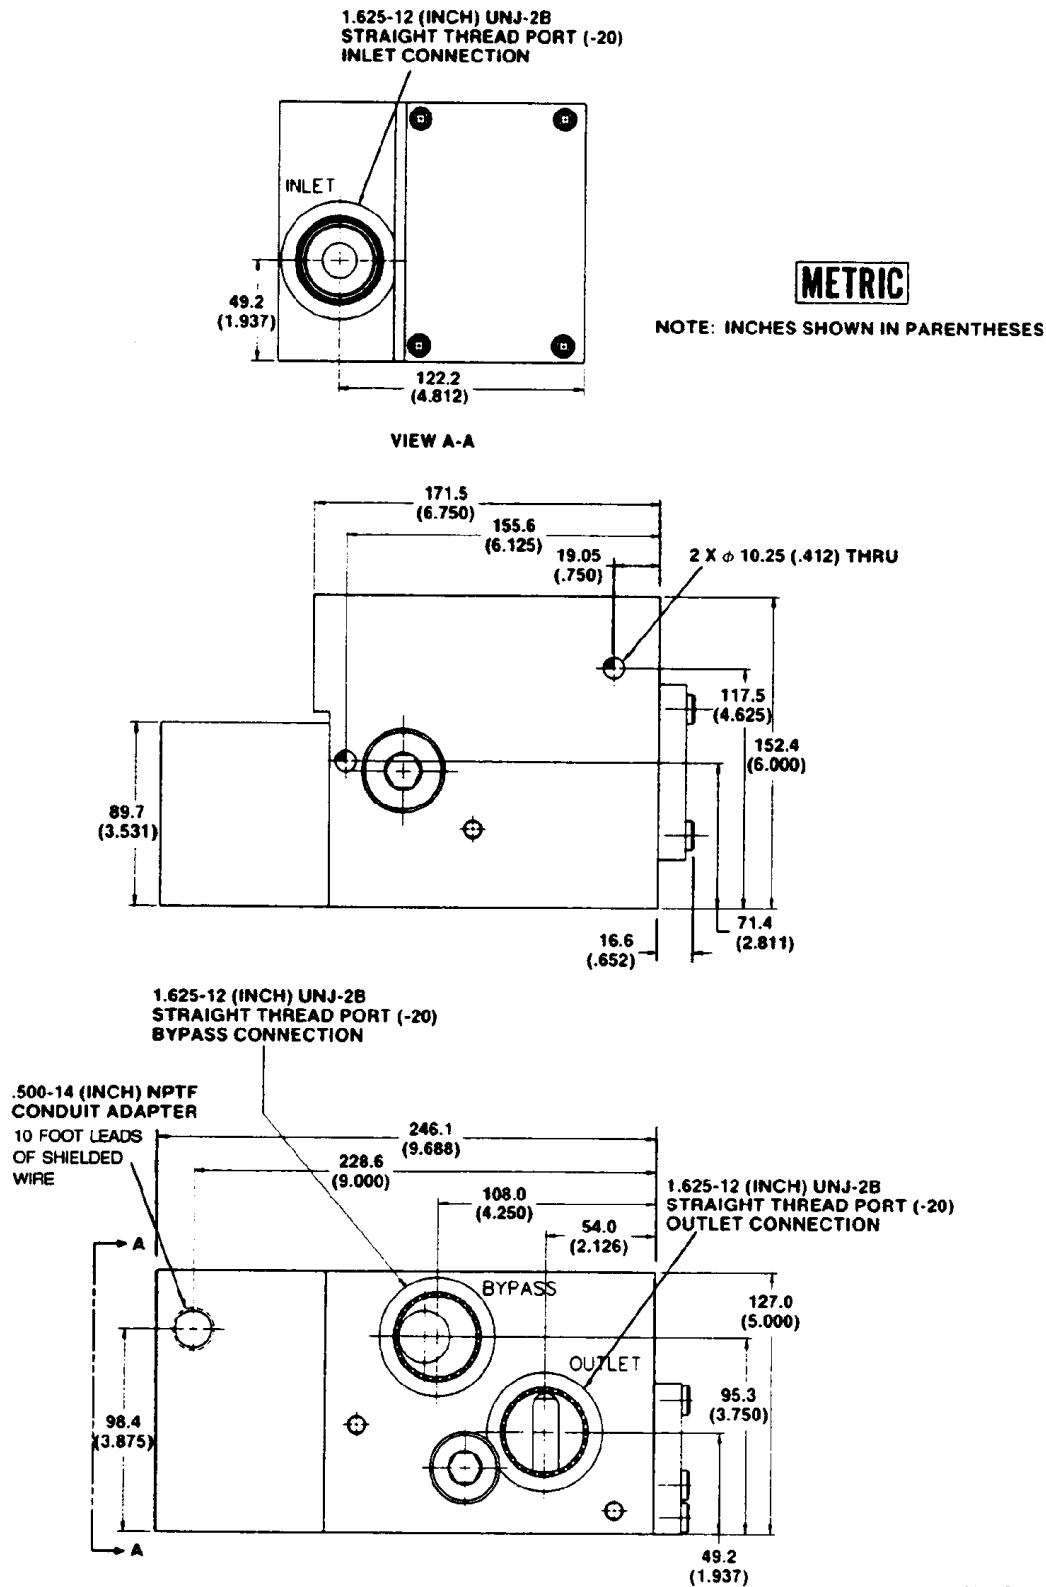 1.625-12 (INCH) UNJ-2B
STRAIGHT THREAD PORT (-20)
INLET CONNECTION
INLET
49.2
(1.937)
122.2
(4.812)
METRIC
NOTE: INCHES SHOWN IN PARENTHESES
VIEW A-A
171.5
(6.750)
155.6
(6.125)
19.05
(.750)
2 X ϕ 10.25 (.412) THRU
117.5
(4.625)
152.4
(6.000)
89.7
(3.531)
71.4
(2.811)
16.6
(.652)
1.625-12 (INCH) UNJ-2B
STRAIGHT THREAD PORT (-20)
BYPASS CONNECTION
.500-14 (INCH) NPTF
CONDUIT ADAPTER
10 FOOT LEADS
OF SHIELDED
WIRE
246.1
(9.688)
228.6
(9.000)
108.0
(4.250)
54.0
(2.126)
1.625-12 (INCH) UNJ-2B
STRAIGHT THREAD PORT (-20)
OUTLET CONNECTION
A
BYPASS
OUTLET
127.0
(5.000)
95.3
(3.750)
98.4
(3.875)
A
49.2
(1.937)